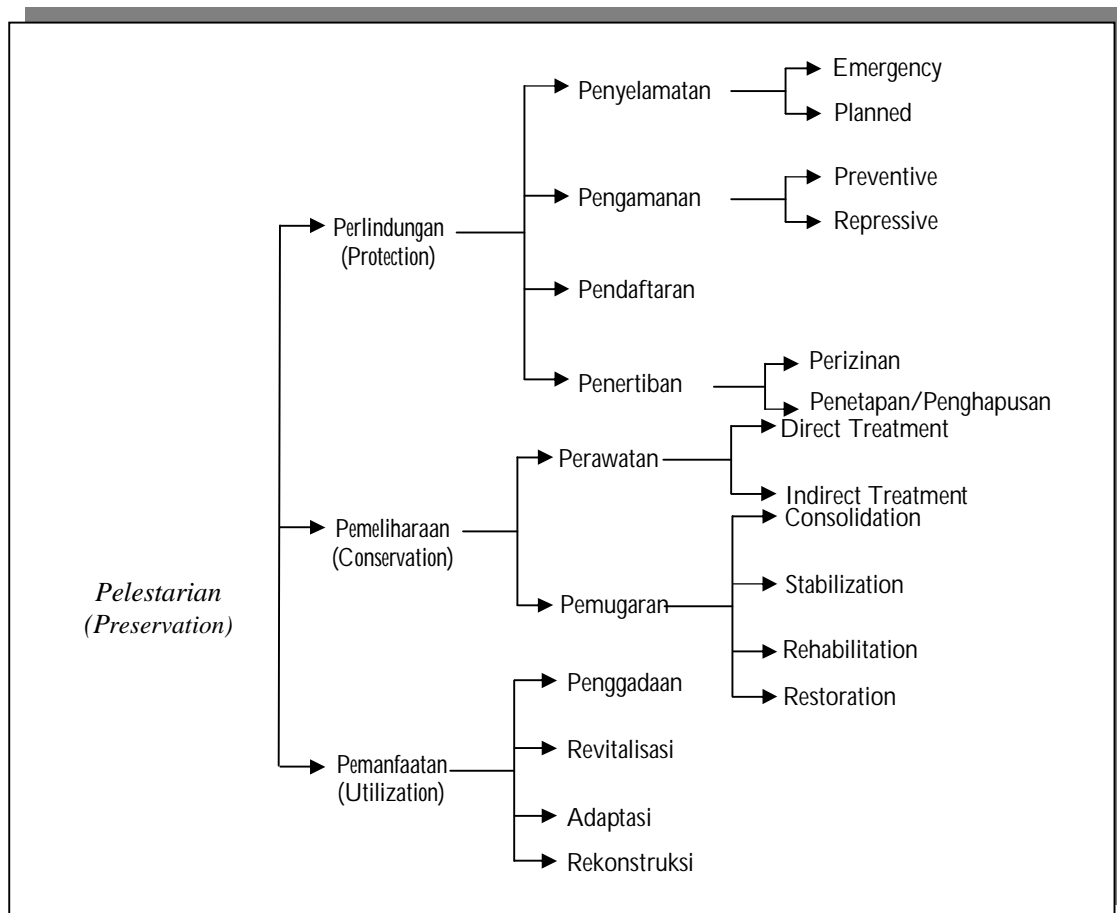 Pelestarian
(Preservation)
Perlindungan
(Protection)
Penyelamatan
Emergency
Planned
Pengamanan
Preventive
Repressive
Pendaftaran
Penertiban
Perizinan
Penetapan/Penghapusan
Pemeliharaan
(Conservation)
Perawatan
Direct Treatment
Indirect Treatment
Pemugaran
Consolidation
Stabilization
Rehabilitation
Restoration
Pemanfaatan
(Utilization)
Penggadaan
Revitalisasi
Adaptasi
Rekonstruksi